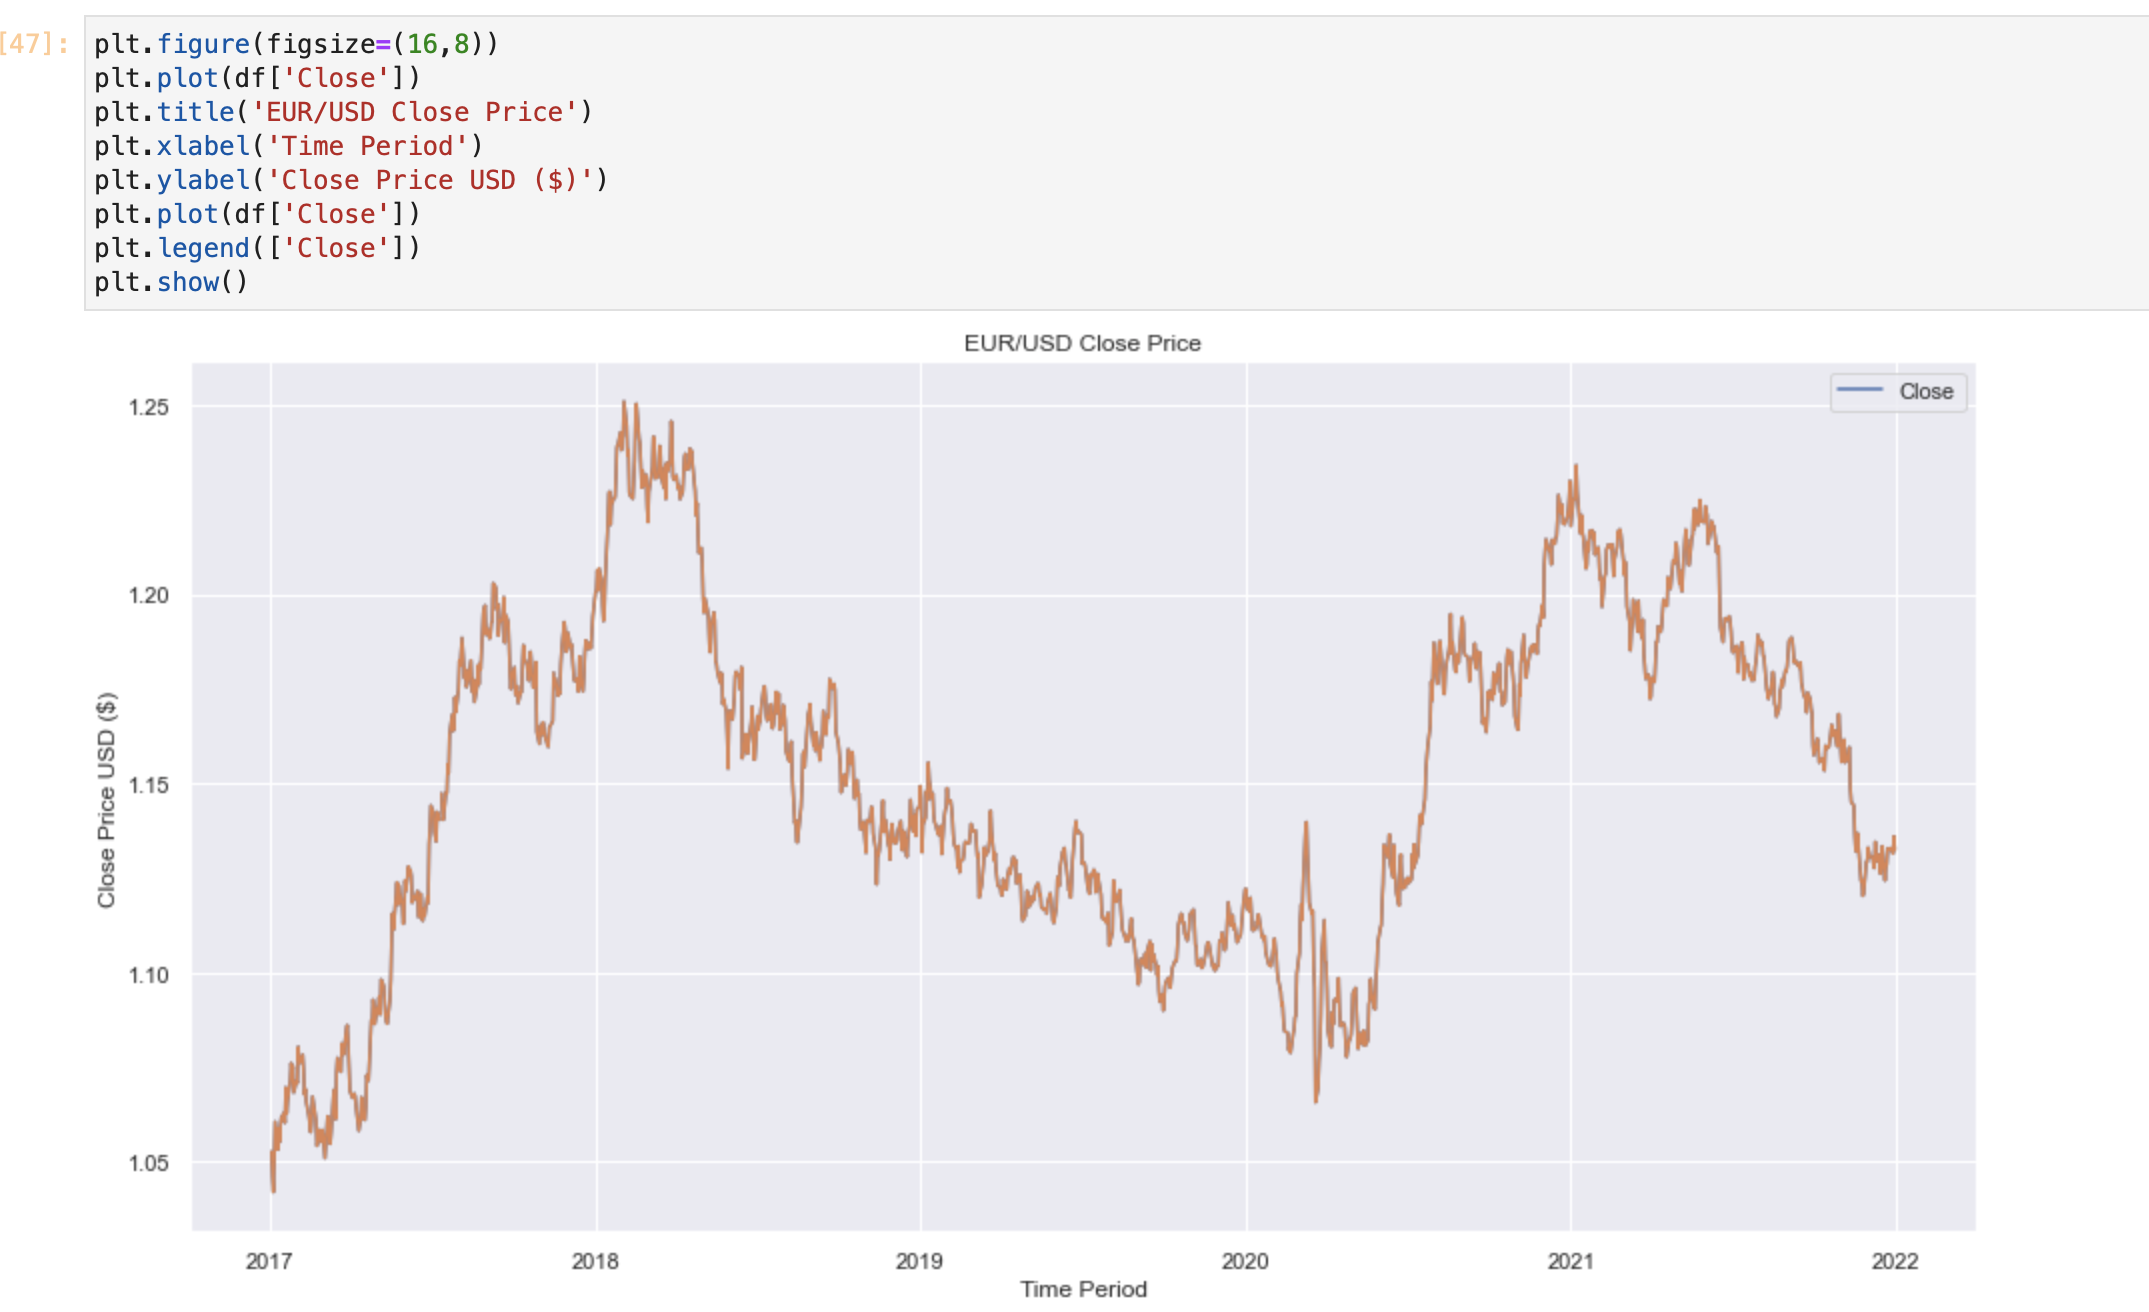 [47]:
plt.figure(figsize=(16,8))
plt.plot(df['Close'])
plt.title('EUR/USD Close Price')
plt.xlabel('Time Period')
plt.ylabel('Close Price USD ($)')
plt.plot(df['Close'])
plt.legend(['Close'])
plt.show()
EUR/USD Close Price
Close
Close Price USD ($)
1.25
1.20
1.15
1.10
1.05
2017 2018 2019 2020 2021 2022
Time Period